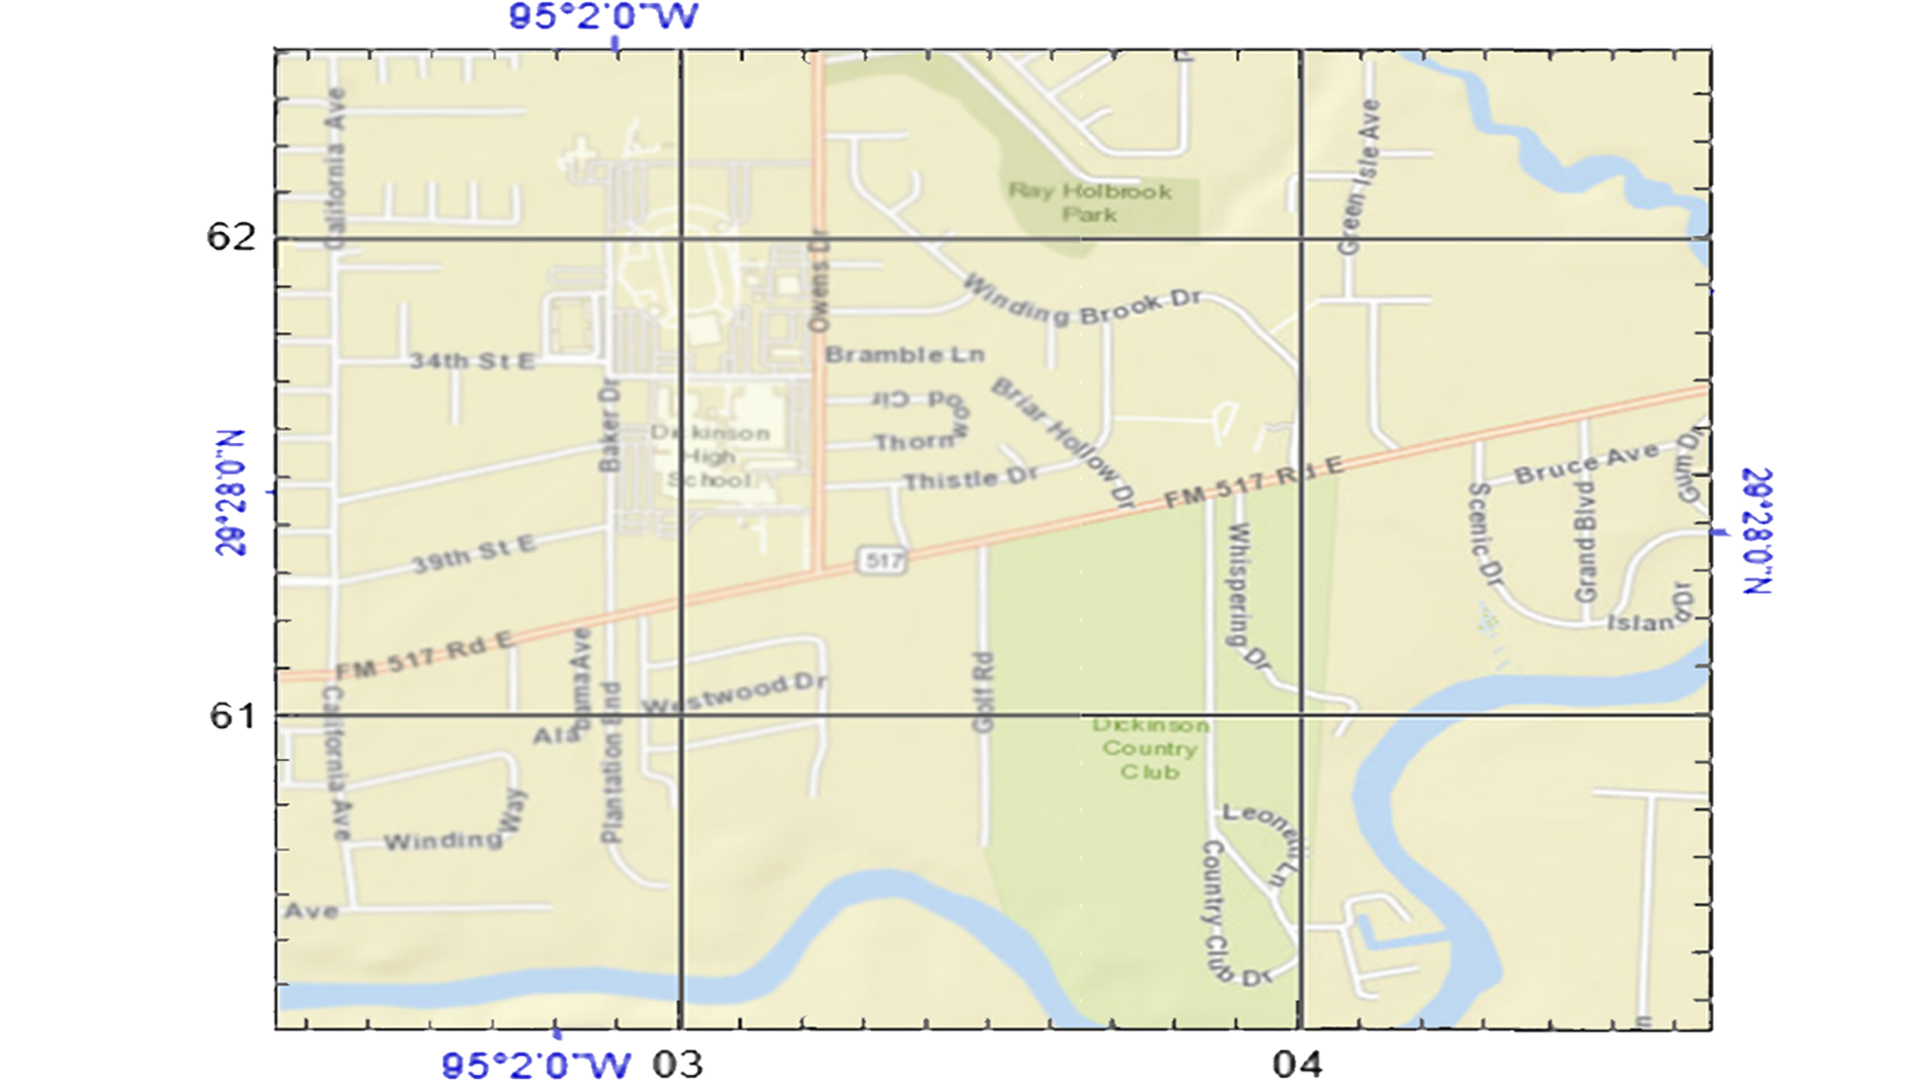 95°2'0"W
California Ave
Green Isle Ave
Ray Holbrook
Park
62
Owens Dr
Winding Brook Dr
34th St E
Bramble Ln
Baker Dr
Wood Cir
Briar Hollow Dr
Dickinson
High
School
Thorn
Thistle Dr
29°28'0"N
FM 517 Rd E
Bruce Ave
Gum Dr
29°28'0"N
Scenic Dr
Grand Blvd
39th St E
517
Whispering Dr
Island Dr
FM 517 Rd E
Alabama Ave
Westwood Dr
Golf Rd
61
California Ave
Plantation Bnd
Dickinson
Country
Club
Winding Way
Leonetti Ln
Country Club Dr
Ave
95°2'0"W
03
04